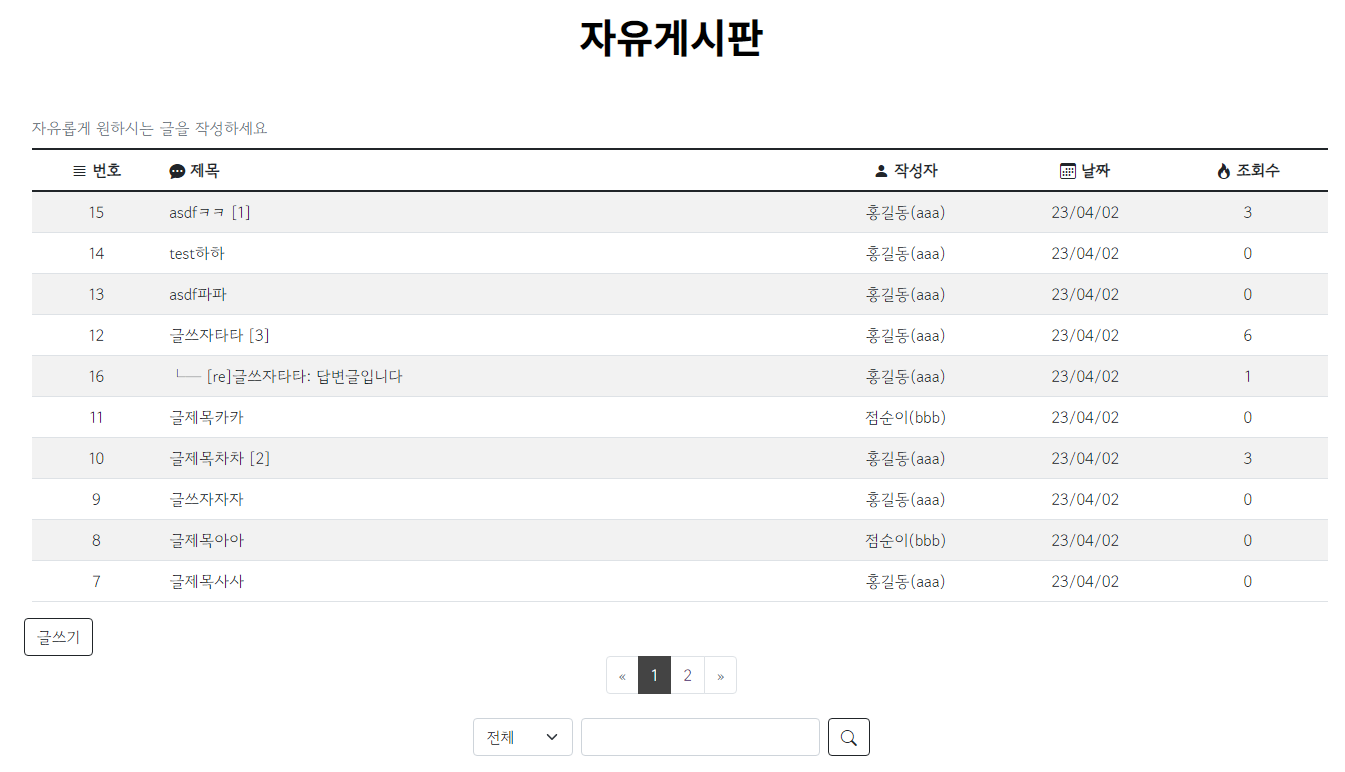 자유게시판
자유롭게 원하시는 글을 작성하세요
번호 제목 작성자 날짜 조회수
15 asdfㅋㅋ [1] 홍길동(aaa) 23/04/02 3
14 test하하 홍길동(aaa) 23/04/02 0
13 asdf파파 홍길동(aaa) 23/04/02 0
12 글쓰자타타 [3] 홍길동(aaa) 23/04/02 6
16 └─ [re]글쓰자타타: 답변글입니다 홍길동(aaa) 23/04/02 1
11 글제목카카 점순이(bbb) 23/04/02 0
10 글제목차차 [2] 홍길동(aaa) 23/04/02 3
9 글쓰자자자 홍길동(aaa) 23/04/02 0
8 글제목아아 점순이(bbb) 23/04/02 0
7 글제목사사 홍길동(aaa) 23/04/02 0
글쓰기
« 1 2 »
전체